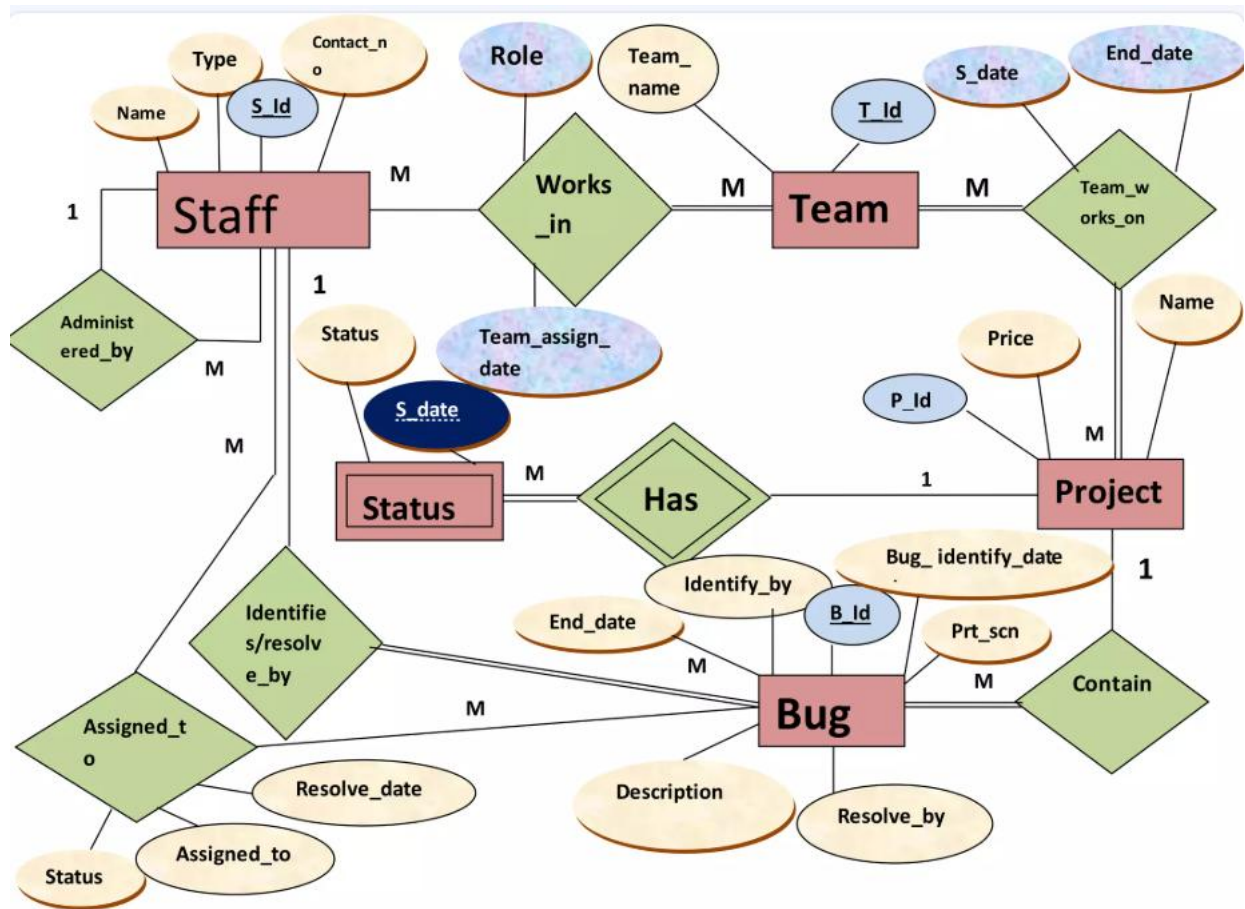 Contact_n
o
Type
Role
Team_
name
End_date
S_date
S_Id
Name
T_Id
M
Works
_in
M
M
Team_w
orks_on
Staff
Team
1
1
Administ
ered_by
Status
Team_assign_
date
Name
Price
M
S_date
P_Id
M
M
M
Status
Has
1
Project
Bug_ identify_date
.
1
Identify_by
Identifie
s/resolv
e_by
End_date
B_Id
Prt_scn
M
M
Contain
Assigned_t
o
M
Bug
Resolve_date
Description
Resolve_by
Assigned_to
Status